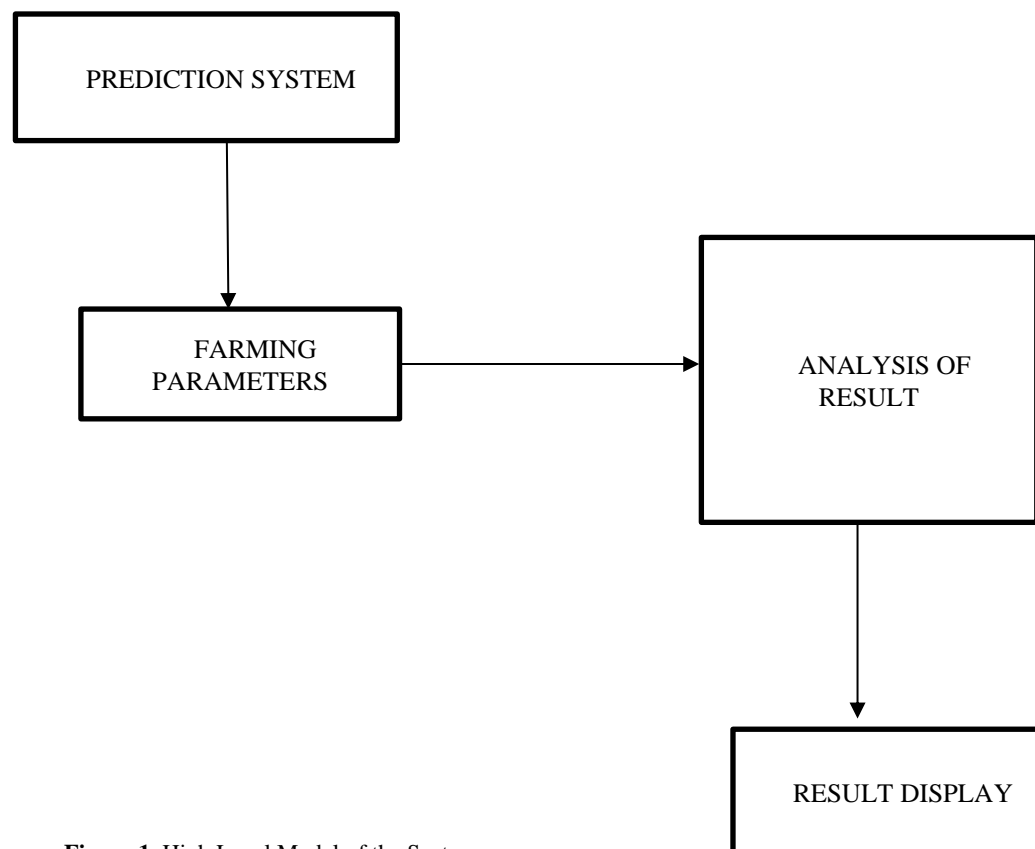 PREDICTION SYSTEM
FARMING
PARAMETERS
ANALYSIS OF
RESULT
RESULT DISPLAY
Figure 1. High Level Model of the